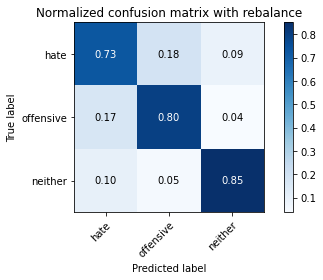 Normalized confusion matrix with rebalance
True label
hate
offensive
neither
0.73 0.18 0.09
0.17 0.80 0.04
0.10 0.05 0.85
hate
offensive
neither
Predicted label
0.8
0.7
0.6
0.5
0.4
0.3
0.2
0.1